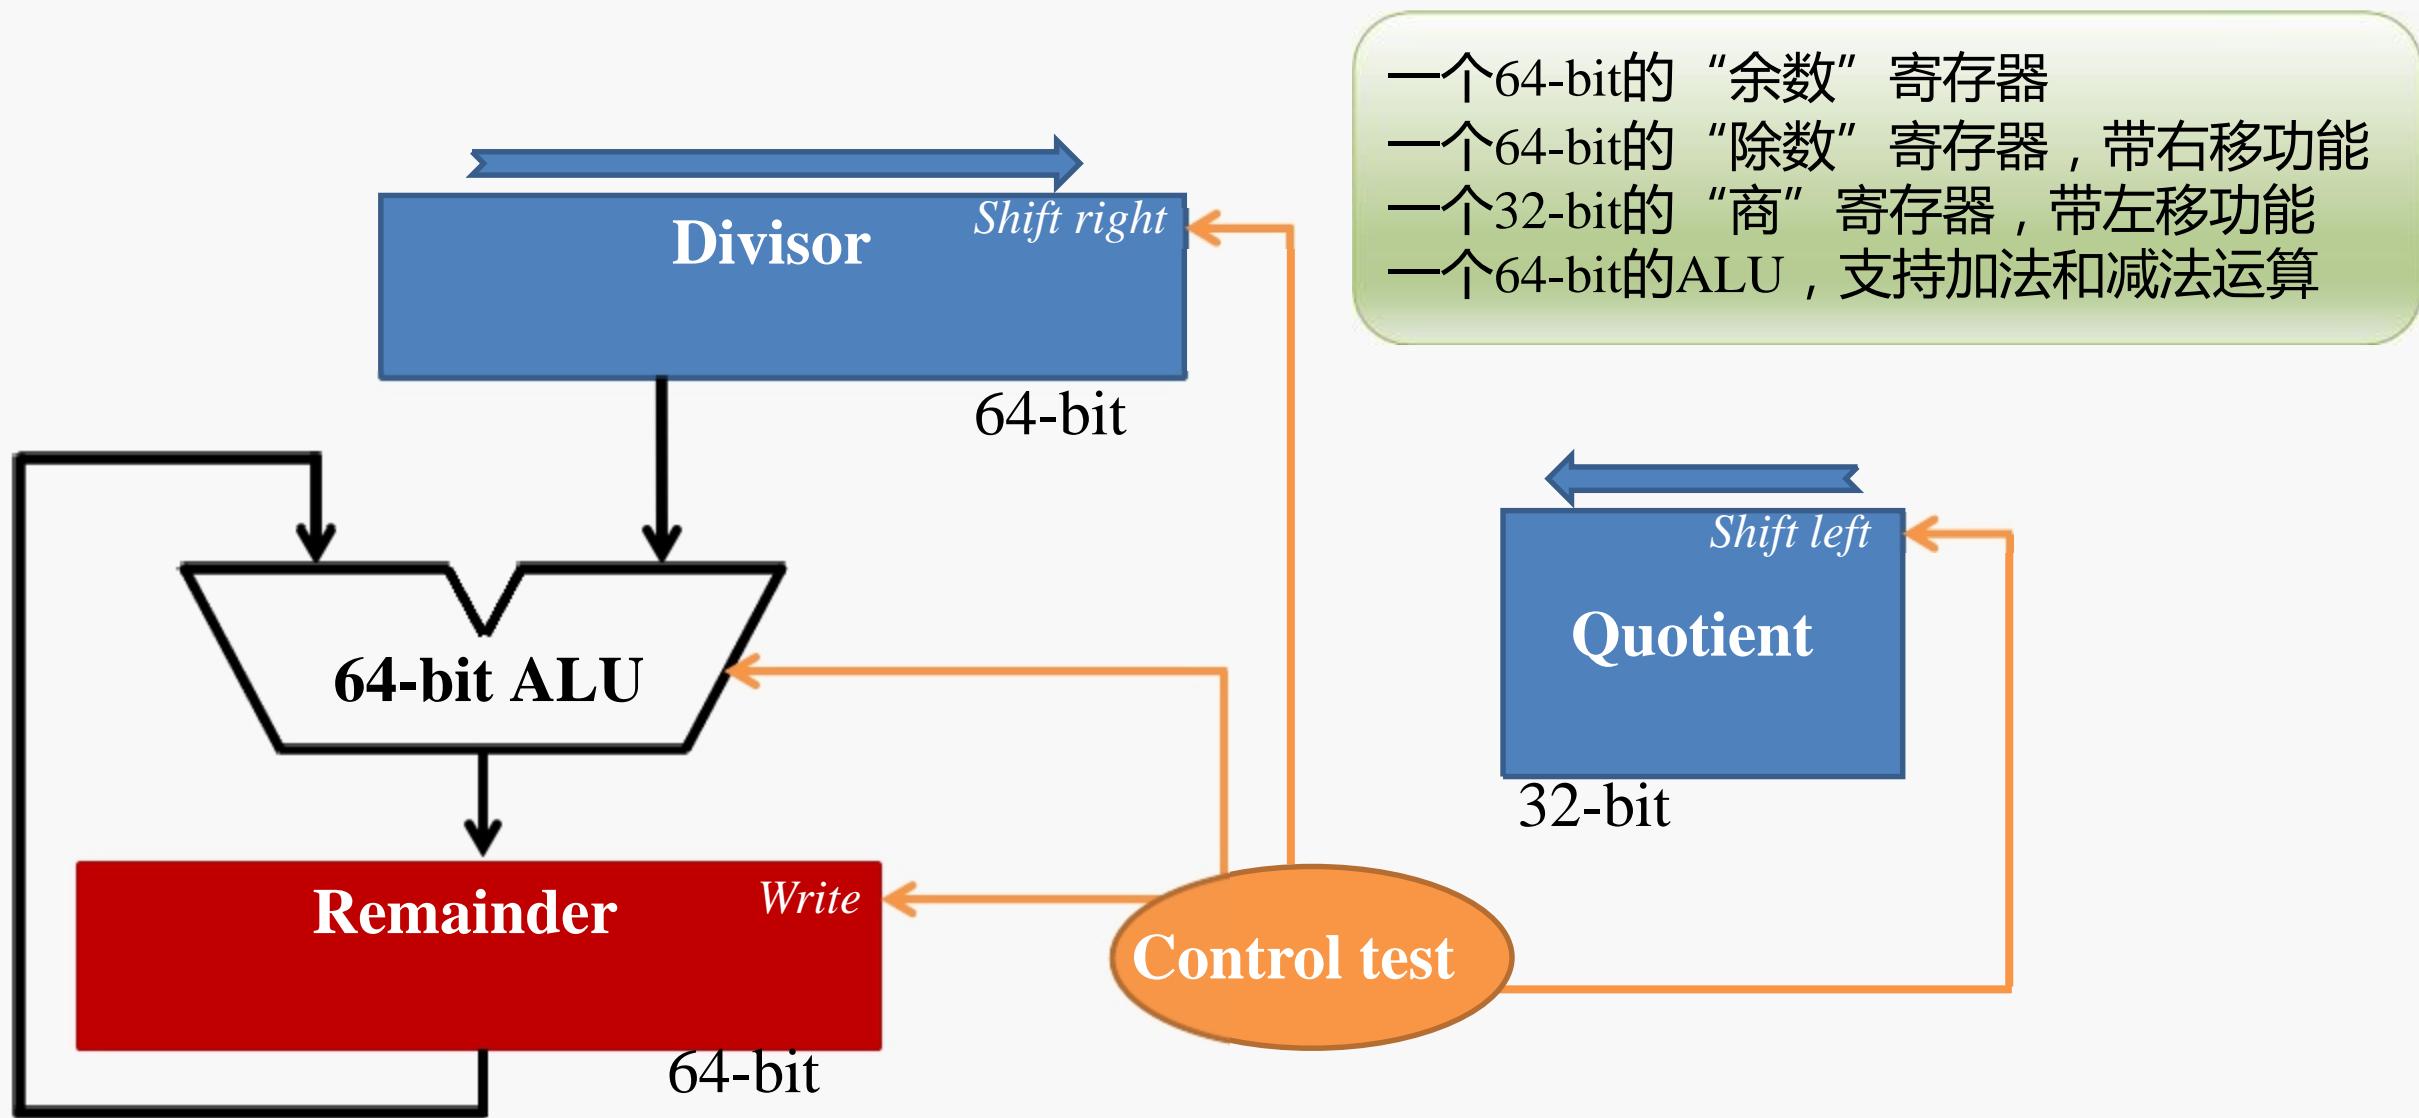 一个64-bit的“余数”寄存器
一个64-bit的“除数”寄存器，带右移功能
一个32-bit的“商”寄存器，带左移功能
一个64-bit的ALU，支持加法和减法运算
Shift right
Divisor
64-bit
Shift left
Quotient
32-bit
64-bit ALU
Remainder
Write
64-bit
Control test